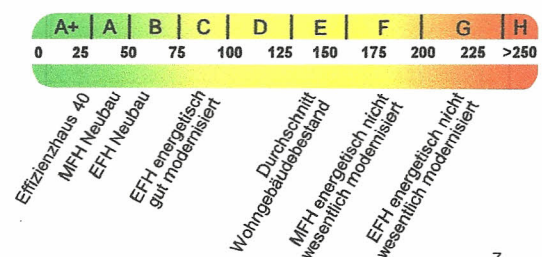 A+ A B C D E F G H
0 25 50 75 100 125 150 175 200 225 >250
Effizienzhaus 40
MFH Neubau
EFH Neubau
EFH energetisch
gut modernisiert
Durchschnitt
Wohngebäudebestand
MFH energetisch nicht
wesentlich modernisiert
EFH energetisch nicht
wesentlich modernisiert